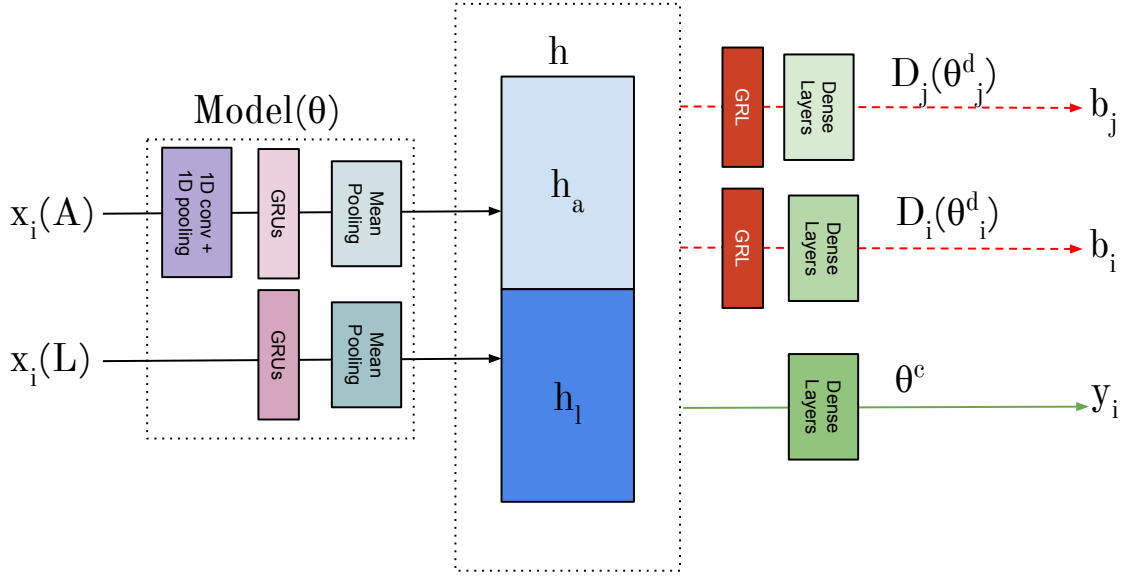 h
Model(θ)
x_i(A)
1D conv +
1D pooling
GRUs
Mean
Pooling
h_a
x_i(L)
GRUs
Mean
Pooling
h_l
GRL
Dense
Layers
D_j(θ^d_j)
b_j
GRL
Dense
Layers
D_i(θ^d_i)
b_i
Dense
Layers
θ^c
y_i